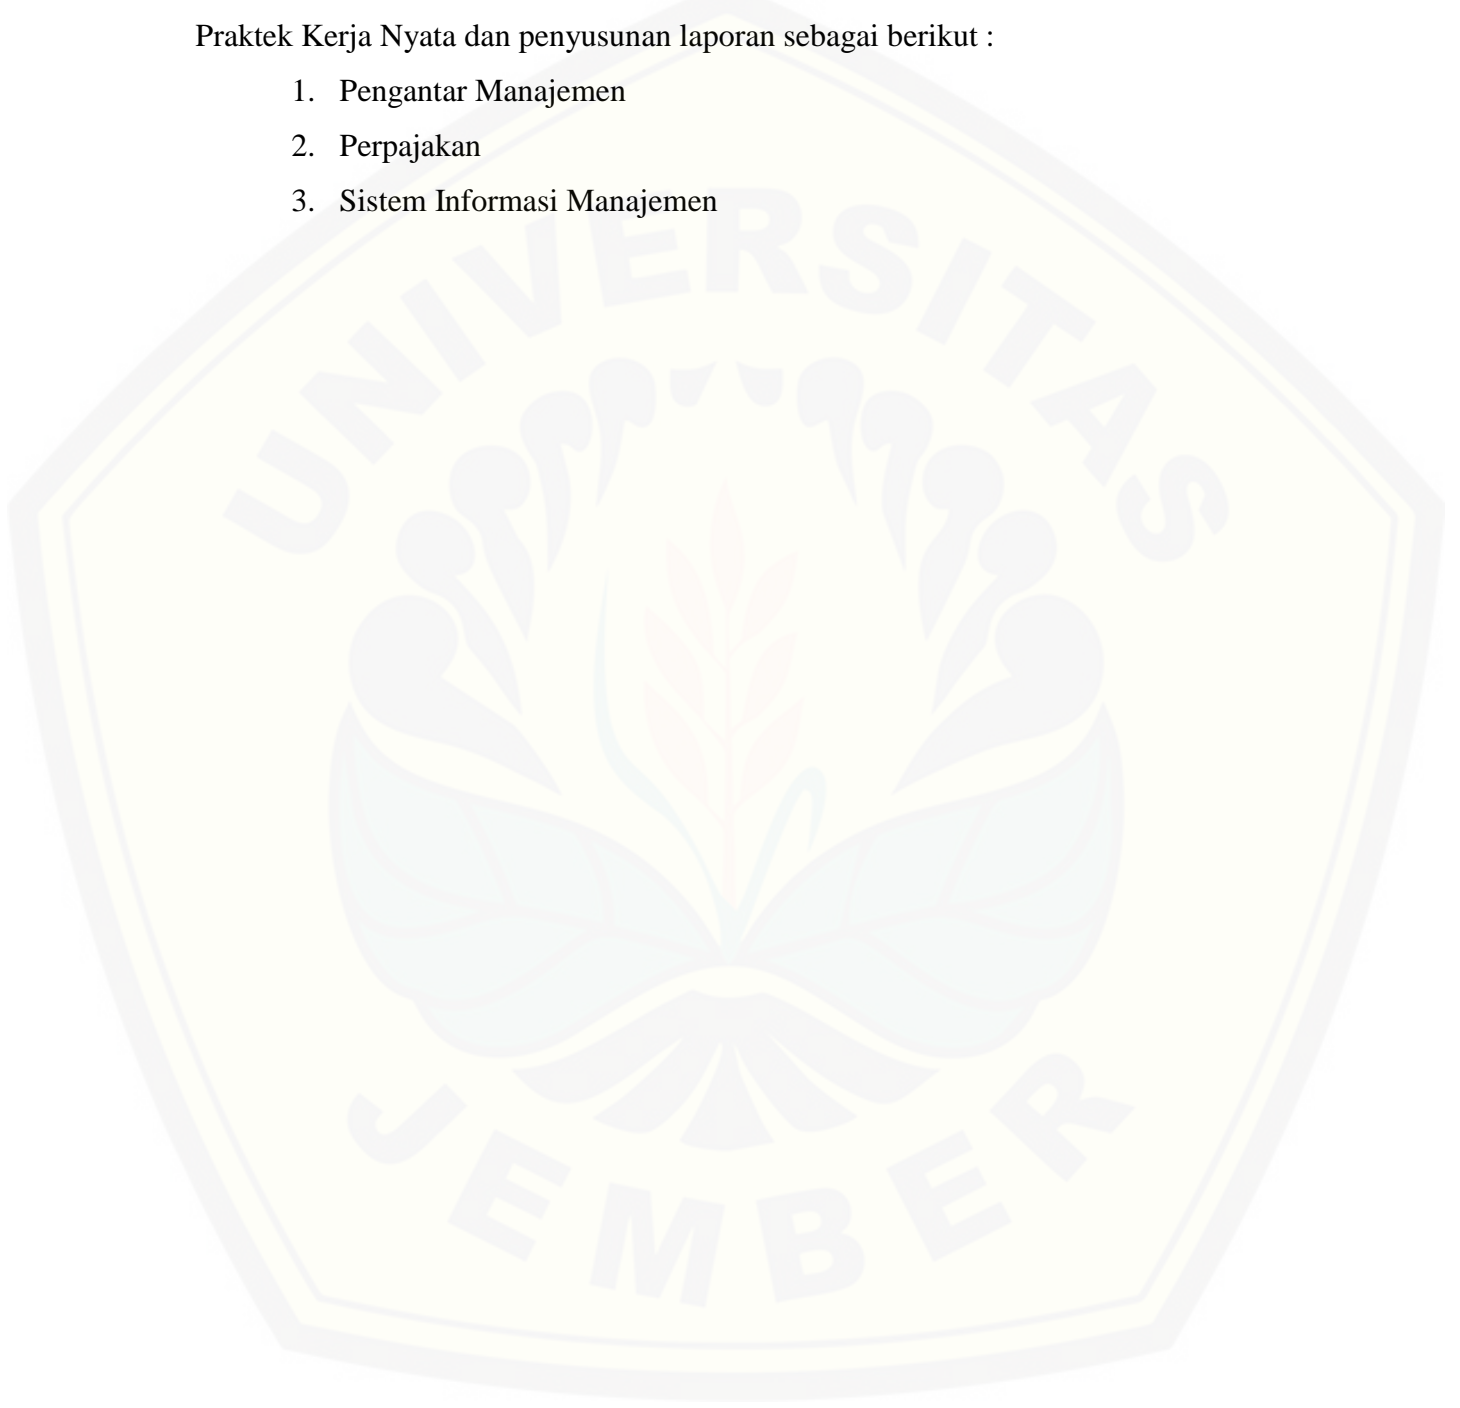 Praktek Kerja Nyata dan penyusunan laporan sebagai berikut :
1. Pengantar Manajemen
2. Perpajakan
3. Sistem Informasi Manajemen
UNIVERSITAS
JEMBER